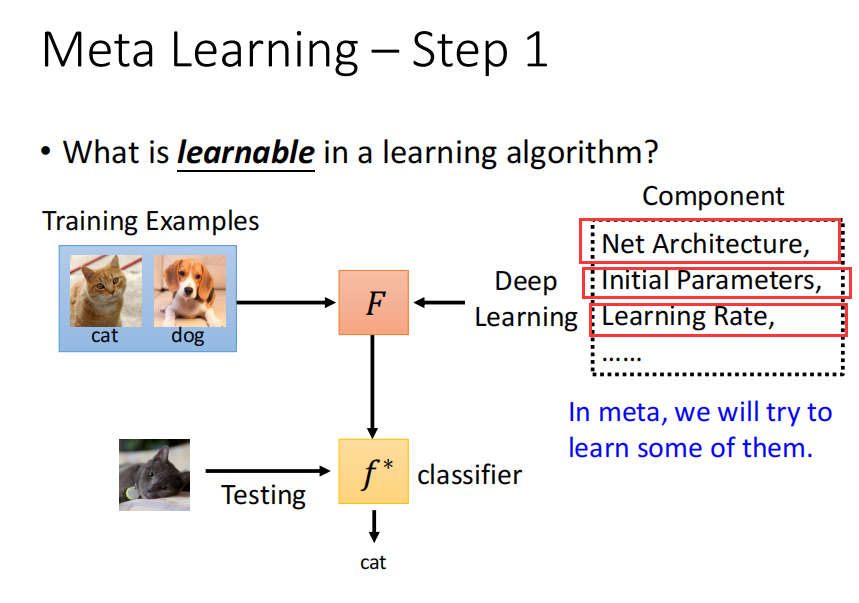 Meta Learning – Step 1
• What is learnable in a learning algorithm?
Component
Training Examples
Net Architecture,
Initial Parameters,
Learning Rate,
……
cat
dog
F
Deep
Learning
In meta, we will try to
learn some of them.
Testing
f*
classifier
cat